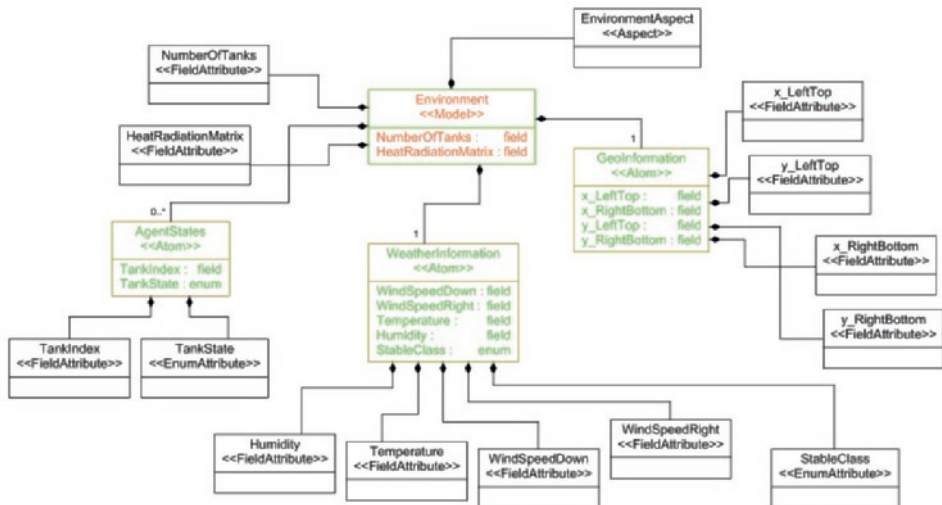 EnvironmentAspect
<<Aspect>>
NumberOfTanks
<<FieldAttribute>>
Environment
<<Model>>
NumberOfTanks : field
HeatRadiationMatrix : field
x_LeftTop
<<FieldAttribute>>
HeatRadiationMatrix
<<FieldAttribute>>
1
GeoInformation
<<Atom>>
x_LeftTop : field
x_RightBottom : field
y_LeftTop : field
y_RightBottom : field
y_LeftTop
<<FieldAttribute>>
0..*
AgentStates
<<Atom>>
TankIndex : field
TankState : enum
1
WeatherInformation
<<Atom>>
WindSpeedDown : field
WindSpeedRight : field
Temperature : field
Humidity : field
StableClass : enum
x_RightBottom
<<FieldAttribute>>
y_RightBottom
<<FieldAttribute>>
TankIndex
<<FieldAttribute>>
TankState
<<EnumAttribute>>
Humidity
<<FieldAttribute>>
Temperature
<<FieldAttribute>>
WindSpeedDown
<<FieldAttribute>>
WindSpeedRight
<<FieldAttribute>>
StableClass
<<EnumAttribute>>